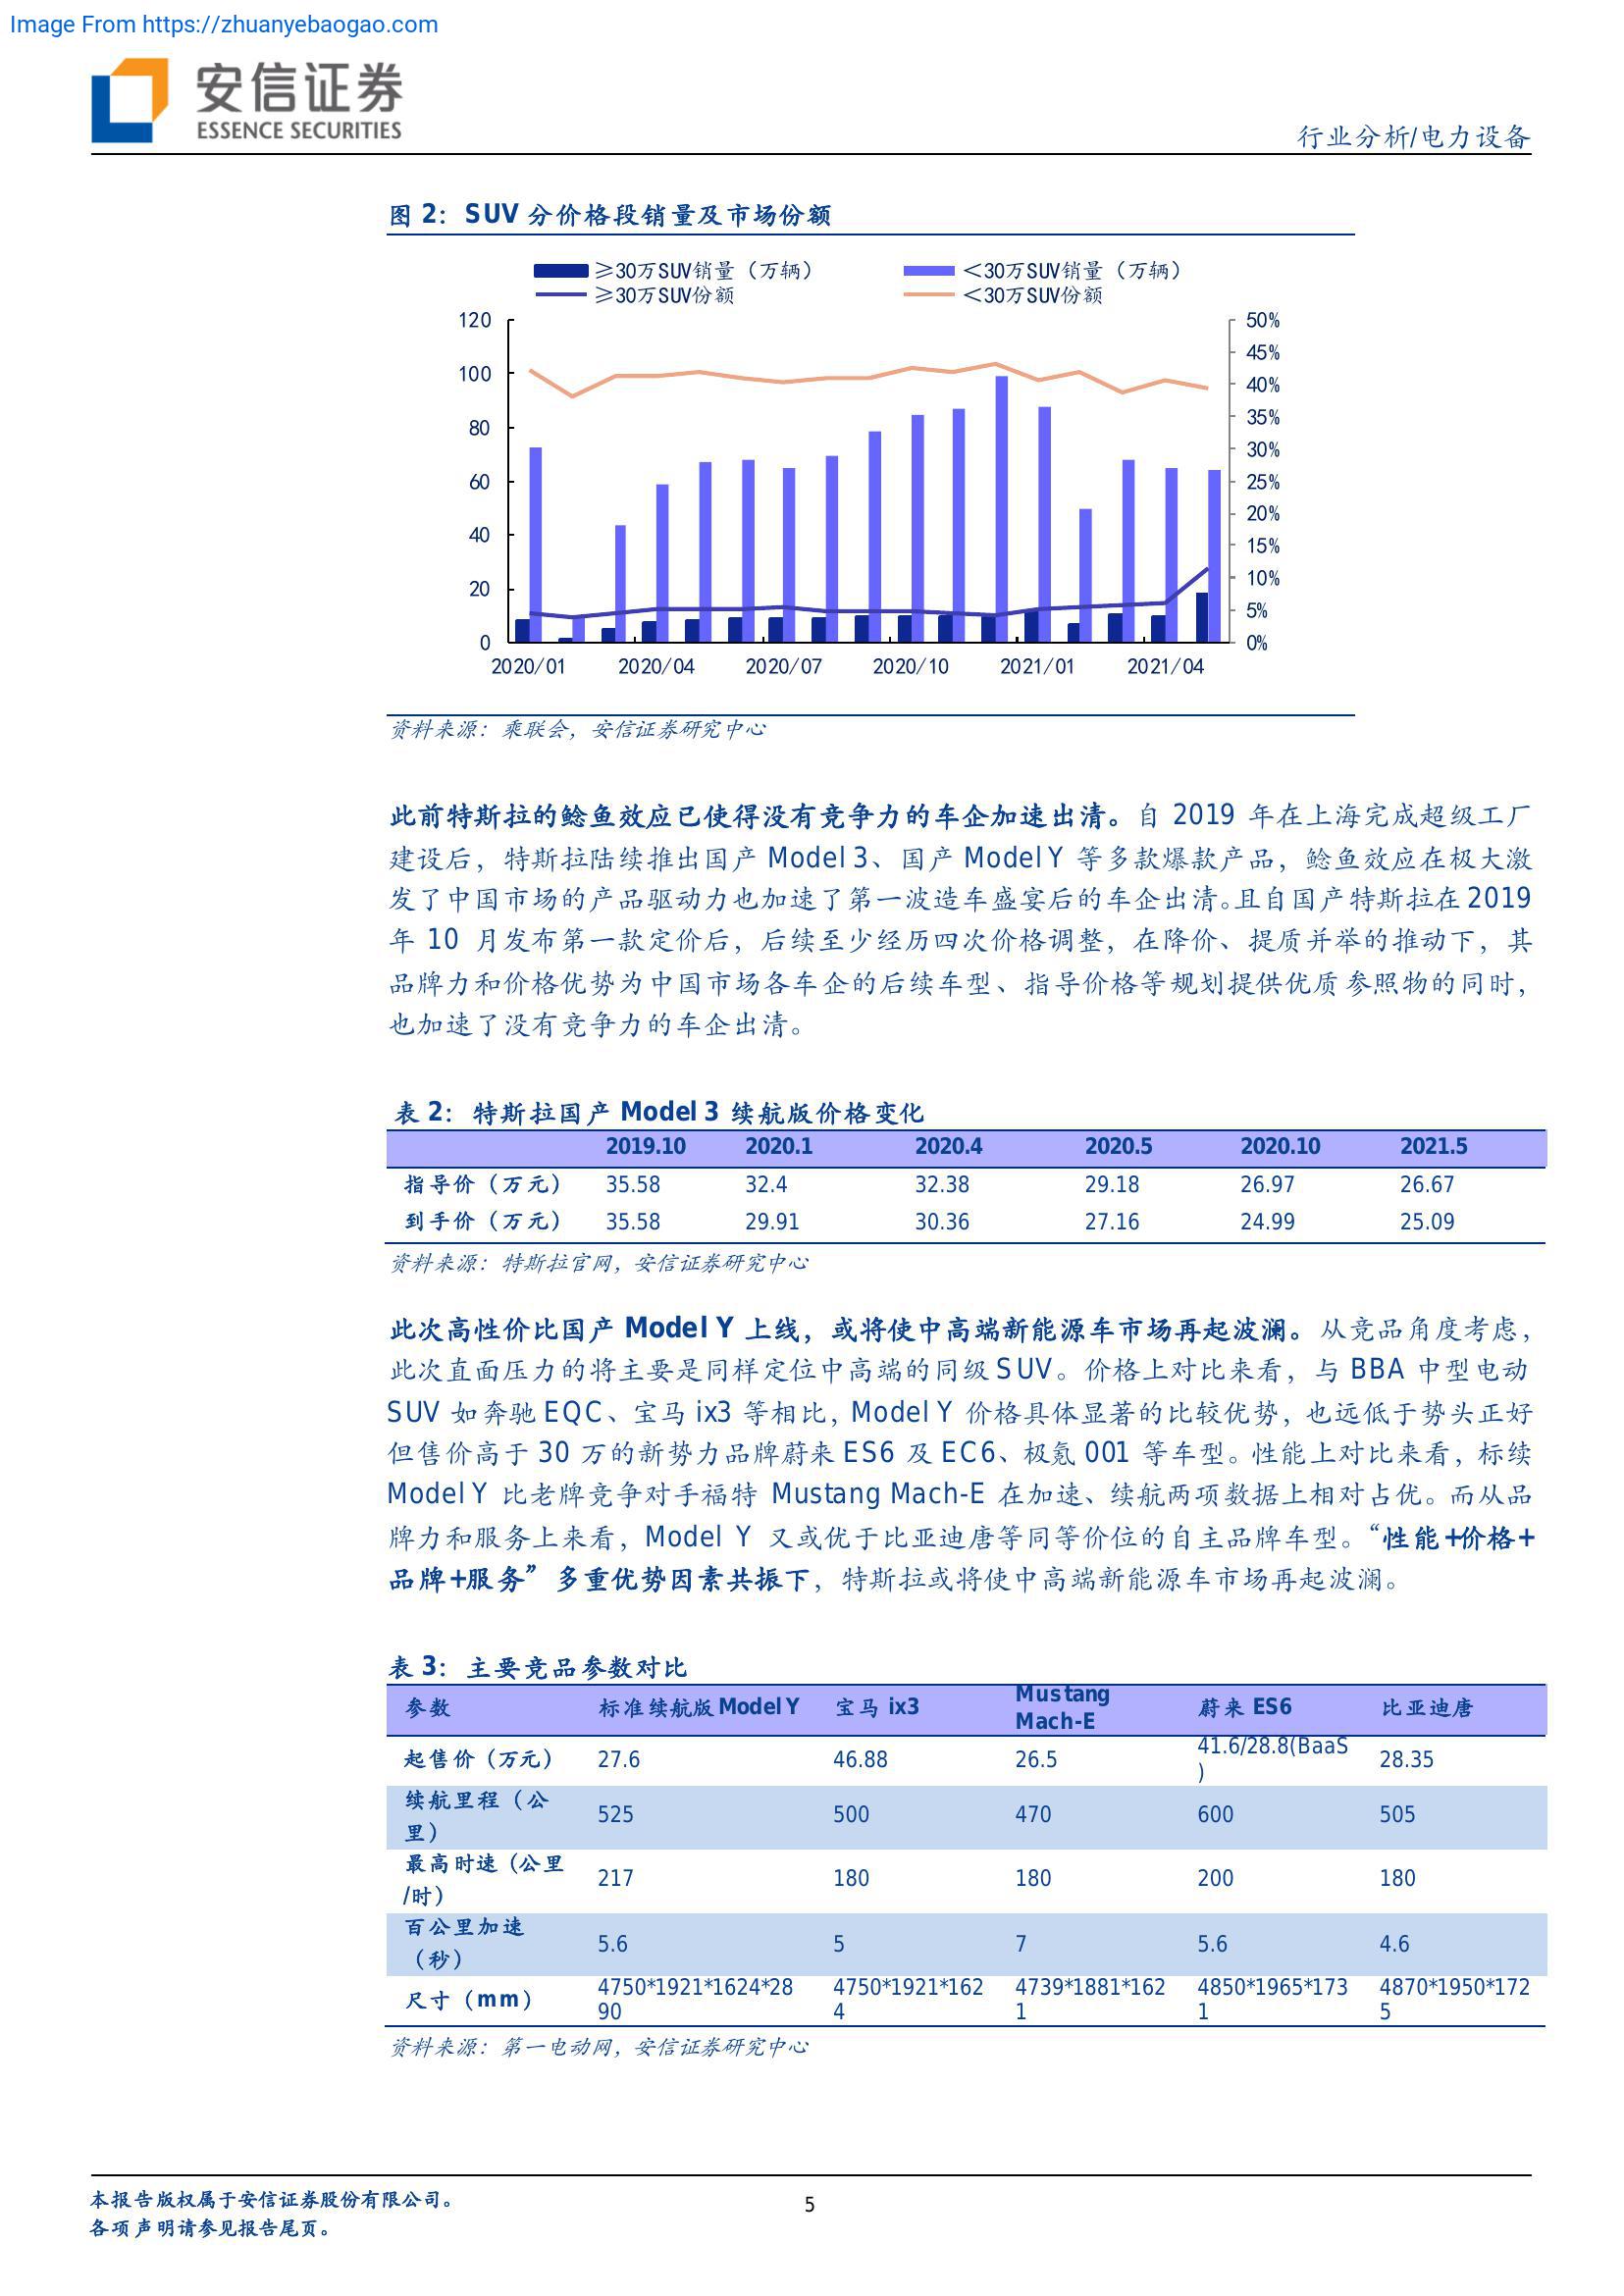 Image From https://zhuanyebaogao.com
安信证券
ESSENCE SECURITIES
行业分析/电力设备
图 2：SUV 分价格段销量及市场份额
≥30万SUV销量（万辆） <30万SUV销量（万辆）
≥30万SUV份额 <30万SUV份额
120 50%
45%
100 40%
35%
80 30%
60 25%
20%
40 15%
10%
20 5%
0 0%
2020/01 2020/04 2020/07 2020/10 2021/01 2021/04
资料来源：乘联会，安信证券研究中心
此前特斯拉的鲶鱼效应已使得没有竞争力的车企加速出清。自 2019 年在上海完成超级工厂
建设后，特斯拉陆续推出国产 Model 3、国产 Model Y 等多款爆款产品，鲶鱼效应在极大激
发了中国市场的产品驱动力也加速了第一波造车盛宴后的车企出清。且自国产特斯拉在 2019
年 10 月发布第一款定价后，后续至少经历四次价格调整，在降价、提质并举的推动下，其
品牌力和价格优势为中国市场各车企的后续车型、指导价格等规划提供优质参照物的同时，
也加速了没有竞争力的车企出清。
表 2：特斯拉国产 Model 3 续航版价格变化
2019.10 2020.1 2020.4 2020.5 2020.10 2021.5
指导价（万元） 35.58 32.4 32.38 29.18 26.97 26.67
到手价（万元） 35.58 29.91 30.36 27.16 24.99 25.09
资料来源：特斯拉官网，安信证券研究中心
此次高性价比国产 Model Y 上线，或将使中高端新能源车市场再起波澜。从竞品角度考虑，
此次直面压力的将主要是同样定位中高端的同级 SUV。价格上对比来看，与 BBA 中型电动
SUV 如奔驰 EQC、宝马 ix3 等相比，Model Y 价格具体显著的比较优势，也远低于势头正好
但售价高于 30 万的新势力品牌蔚来 ES6 及 EC6、极氪 001 等车型。性能上对比来看，标续
Model Y 比老牌竞争对手福特 Mustang Mach-E 在加速、续航两项数据上相对占优。而从品
牌力和服务上来看，Model Y 又或优于比亚迪唐等同等价位的自主品牌车型。“性能+价格+
品牌+服务”多重优势因素共振下，特斯拉或将使中高端新能源车市场再起波澜。
表 3：主要竞品参数对比
参数 标准续航版 Model Y 宝马 ix3 Mustang Mach-E 蔚来 ES6 比亚迪唐
起售价（万元） 27.6 46.88 26.5 41.6/28.8(BaaS) 28.35
续航里程（公里） 525 500 470 600 505
最高时速（公里/时） 217 180 180 200 180
百公里加速（秒） 5.6 5 7 5.6 4.6
尺寸（mm） 4750*1921*1624*2890 4750*1921*1624 4739*1881*1621 4850*1965*1731 4870*1950*1725
资料来源：第一电动网，安信证券研究中心
本报告版权属于安信证券股份有限公司。
各项声明请参见报告尾页。
5